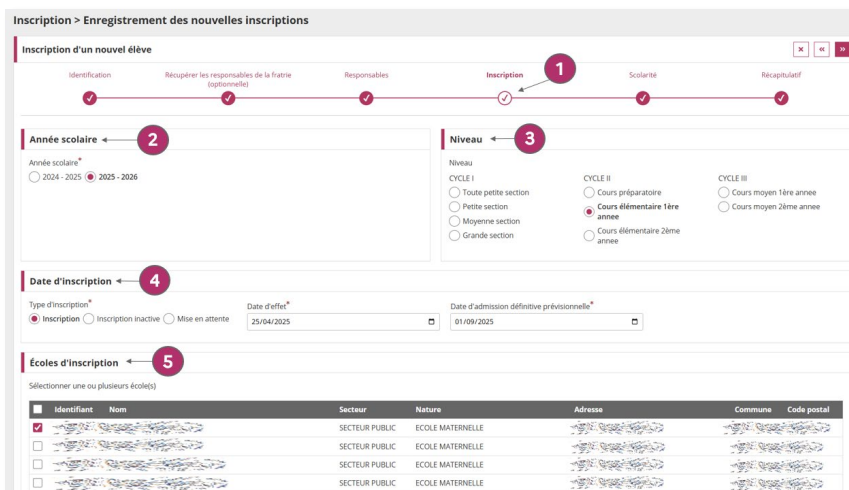 Inscription > Enregistrement des nouvelles inscriptions
Inscription d'un nouvel élève
Identification
Récupérer les responsables de la fratrie
(optionnelle)
Responsables
Inscription
1
Scolarité
Récapitulatif
Année scolaire
2
Année scolaire*
2024 - 2025
2025 - 2026
Niveau
3
Niveau
CYCLE I
CYCLE II
CYCLE III
Toute petite section
Cours préparatoire
Cours moyen 1ère annee
Petite section
Cours élémentaire 1ère
annee
Cours moyen 2ème annee
Moyenne section
Grande section
Cours élémentaire 2ème
annee
Date d'inscription
4
Type d'inscription*
Date d'effet*
Date d'admission définitive prévisionnelle*
Inscription
Inscription inactive
Mise en attente
25/04/2025
01/09/2025
Écoles d'inscription
5
Sélectionner une ou plusieurs école(s)
Identifiant Nom Secteur Nature Adresse Commune Code postal
SECTEUR PUBLIC ECOLE MATERNELLE
SECTEUR PUBLIC ECOLE MATERNELLE
SECTEUR PUBLIC ECOLE MATERNELLE
SECTEUR PUBLIC ECOLE MATERNELLE